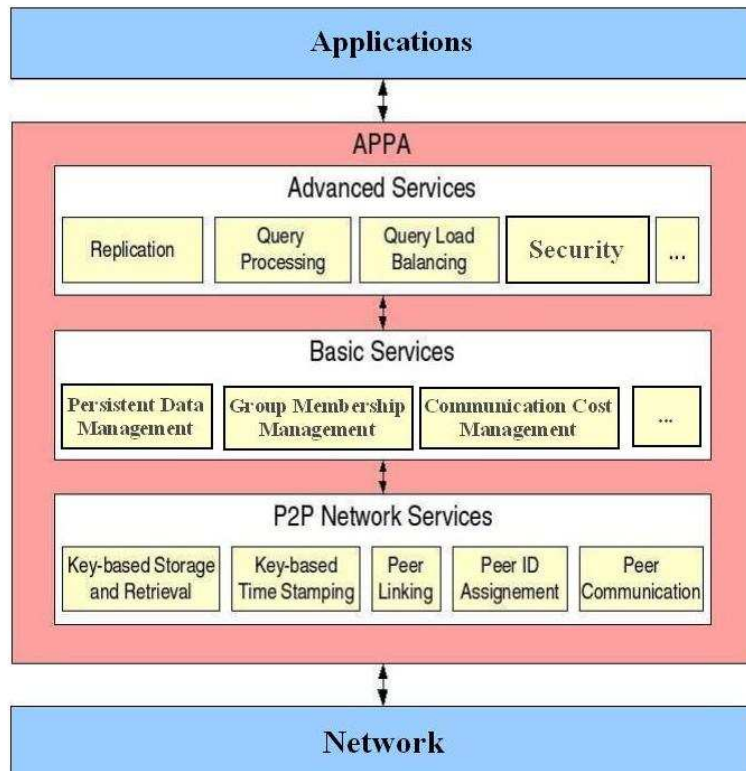 Applications
APPA
Advanced Services
Replication
Query
Processing
Query Load
Balancing
Security
...
Basic Services
Persistent Data
Management
Group Membership
Management
Communication Cost
Management
...
P2P Network Services
Key-based Storage
and Retrieval
Key-based
Time Stamping
Peer
Linking
Peer ID
Assignement
Peer
Communication
Network